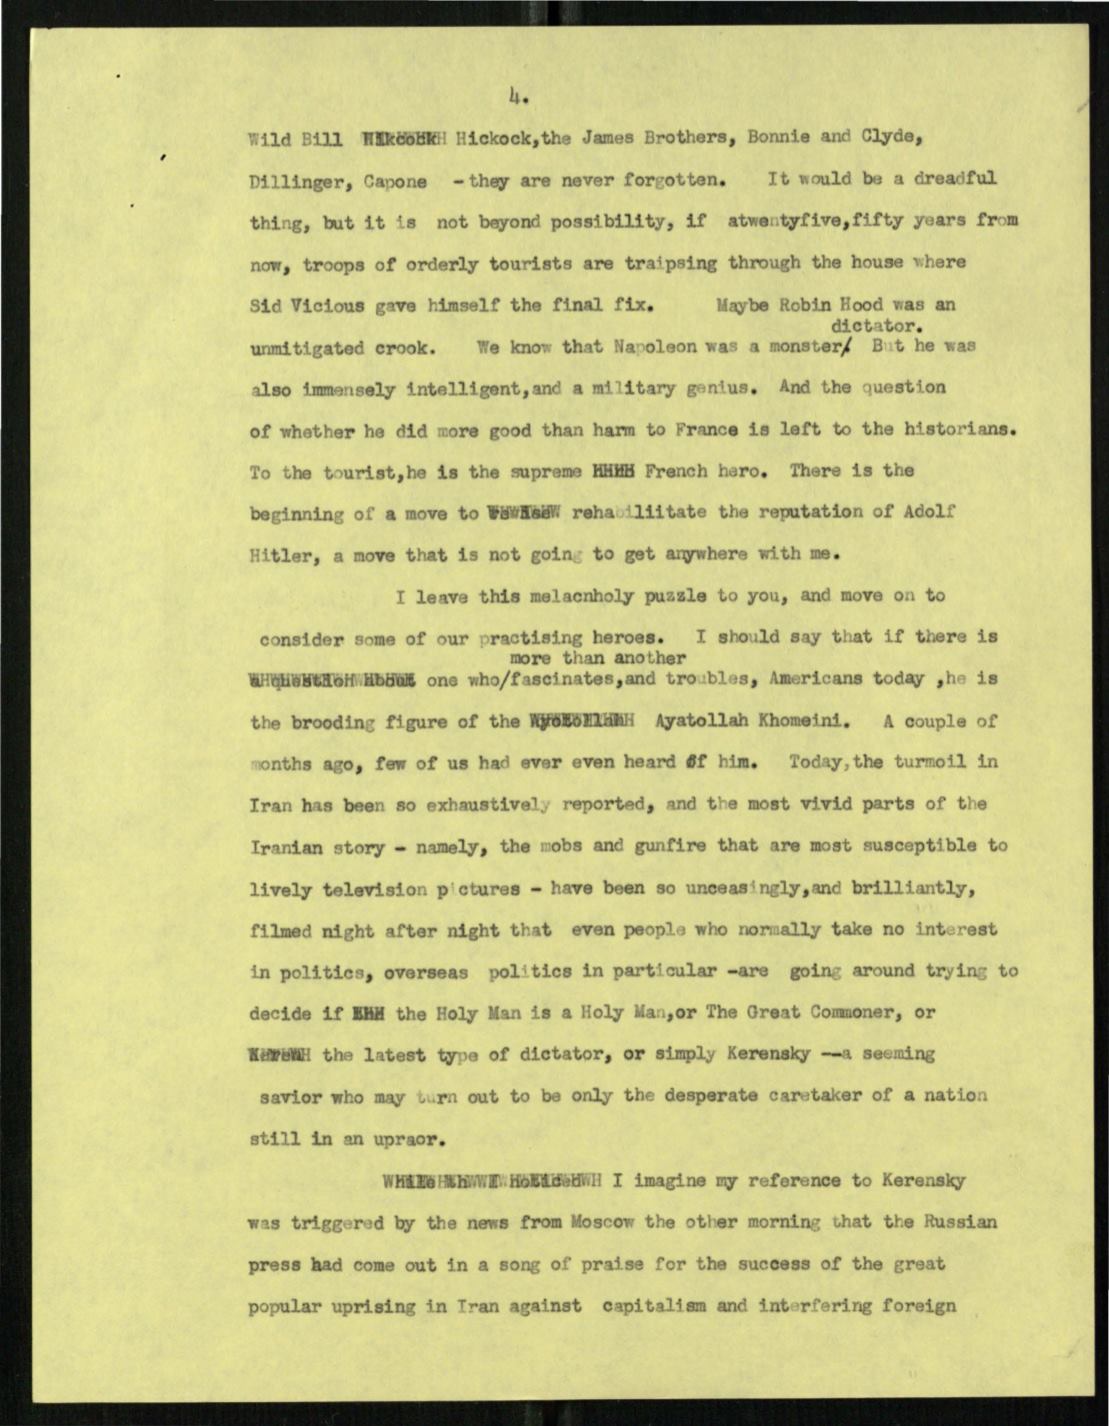 4.
Wild Bill Hickock,the James Brothers, Bonnie and Clyde,
Dillinger, Capone - they are never forgotten. It would be a dreadful
thing, but it is not beyond possibility, if atwentyfive,fifty years from
now, troops of orderly tourists are traipsing through the house where
Sid Vicious gave himself the final fix. Maybe Robin Hood was an
dictator.
unmitigated crook. We know that Napoleon was a monster/ But he was
also immensely intelligent,and a military genius. And the question
of whether he did more good than harm to France is left to the historians.
To the tourist,he is the supreme French hero. There is the
beginning of a move to rehabiliitate the reputation of Adolf
Hitler, a move that is not going to get anywhere with me.
I leave this melacnholy puzzle to you, and move on to
consider some of our practising heroes. I should say that if there is
more than another
one who/fascinates,and troubles, Americans today ,he is
the brooding figure of the Ayatollah Khomeini. A couple of
months ago, few of us had ever even heard of him. Today,the turmoil in
Iran has been so exhaustively reported, and the most vivid parts of the
Iranian story - namely, the mobs and gunfire that are most susceptible to
lively television pictures - have been so unceasingly,and brilliantly,
filmed night after night that even people who normally take no interest
in politics, overseas politics in particular -are going around trying to
decide if the Holy Man is a Holy Man,or The Great Commoner, or
the latest type of dictator, or simply Kerensky --a seeming
savior who may turn out to be only the desperate caretaker of a nation
still in an upraor.
I imagine my reference to Kerensky
was triggered by the news from Moscow the other morning that the Russian
press had come out in a song of praise for the success of the great
popular uprising in Iran against capitalism and interfering foreign